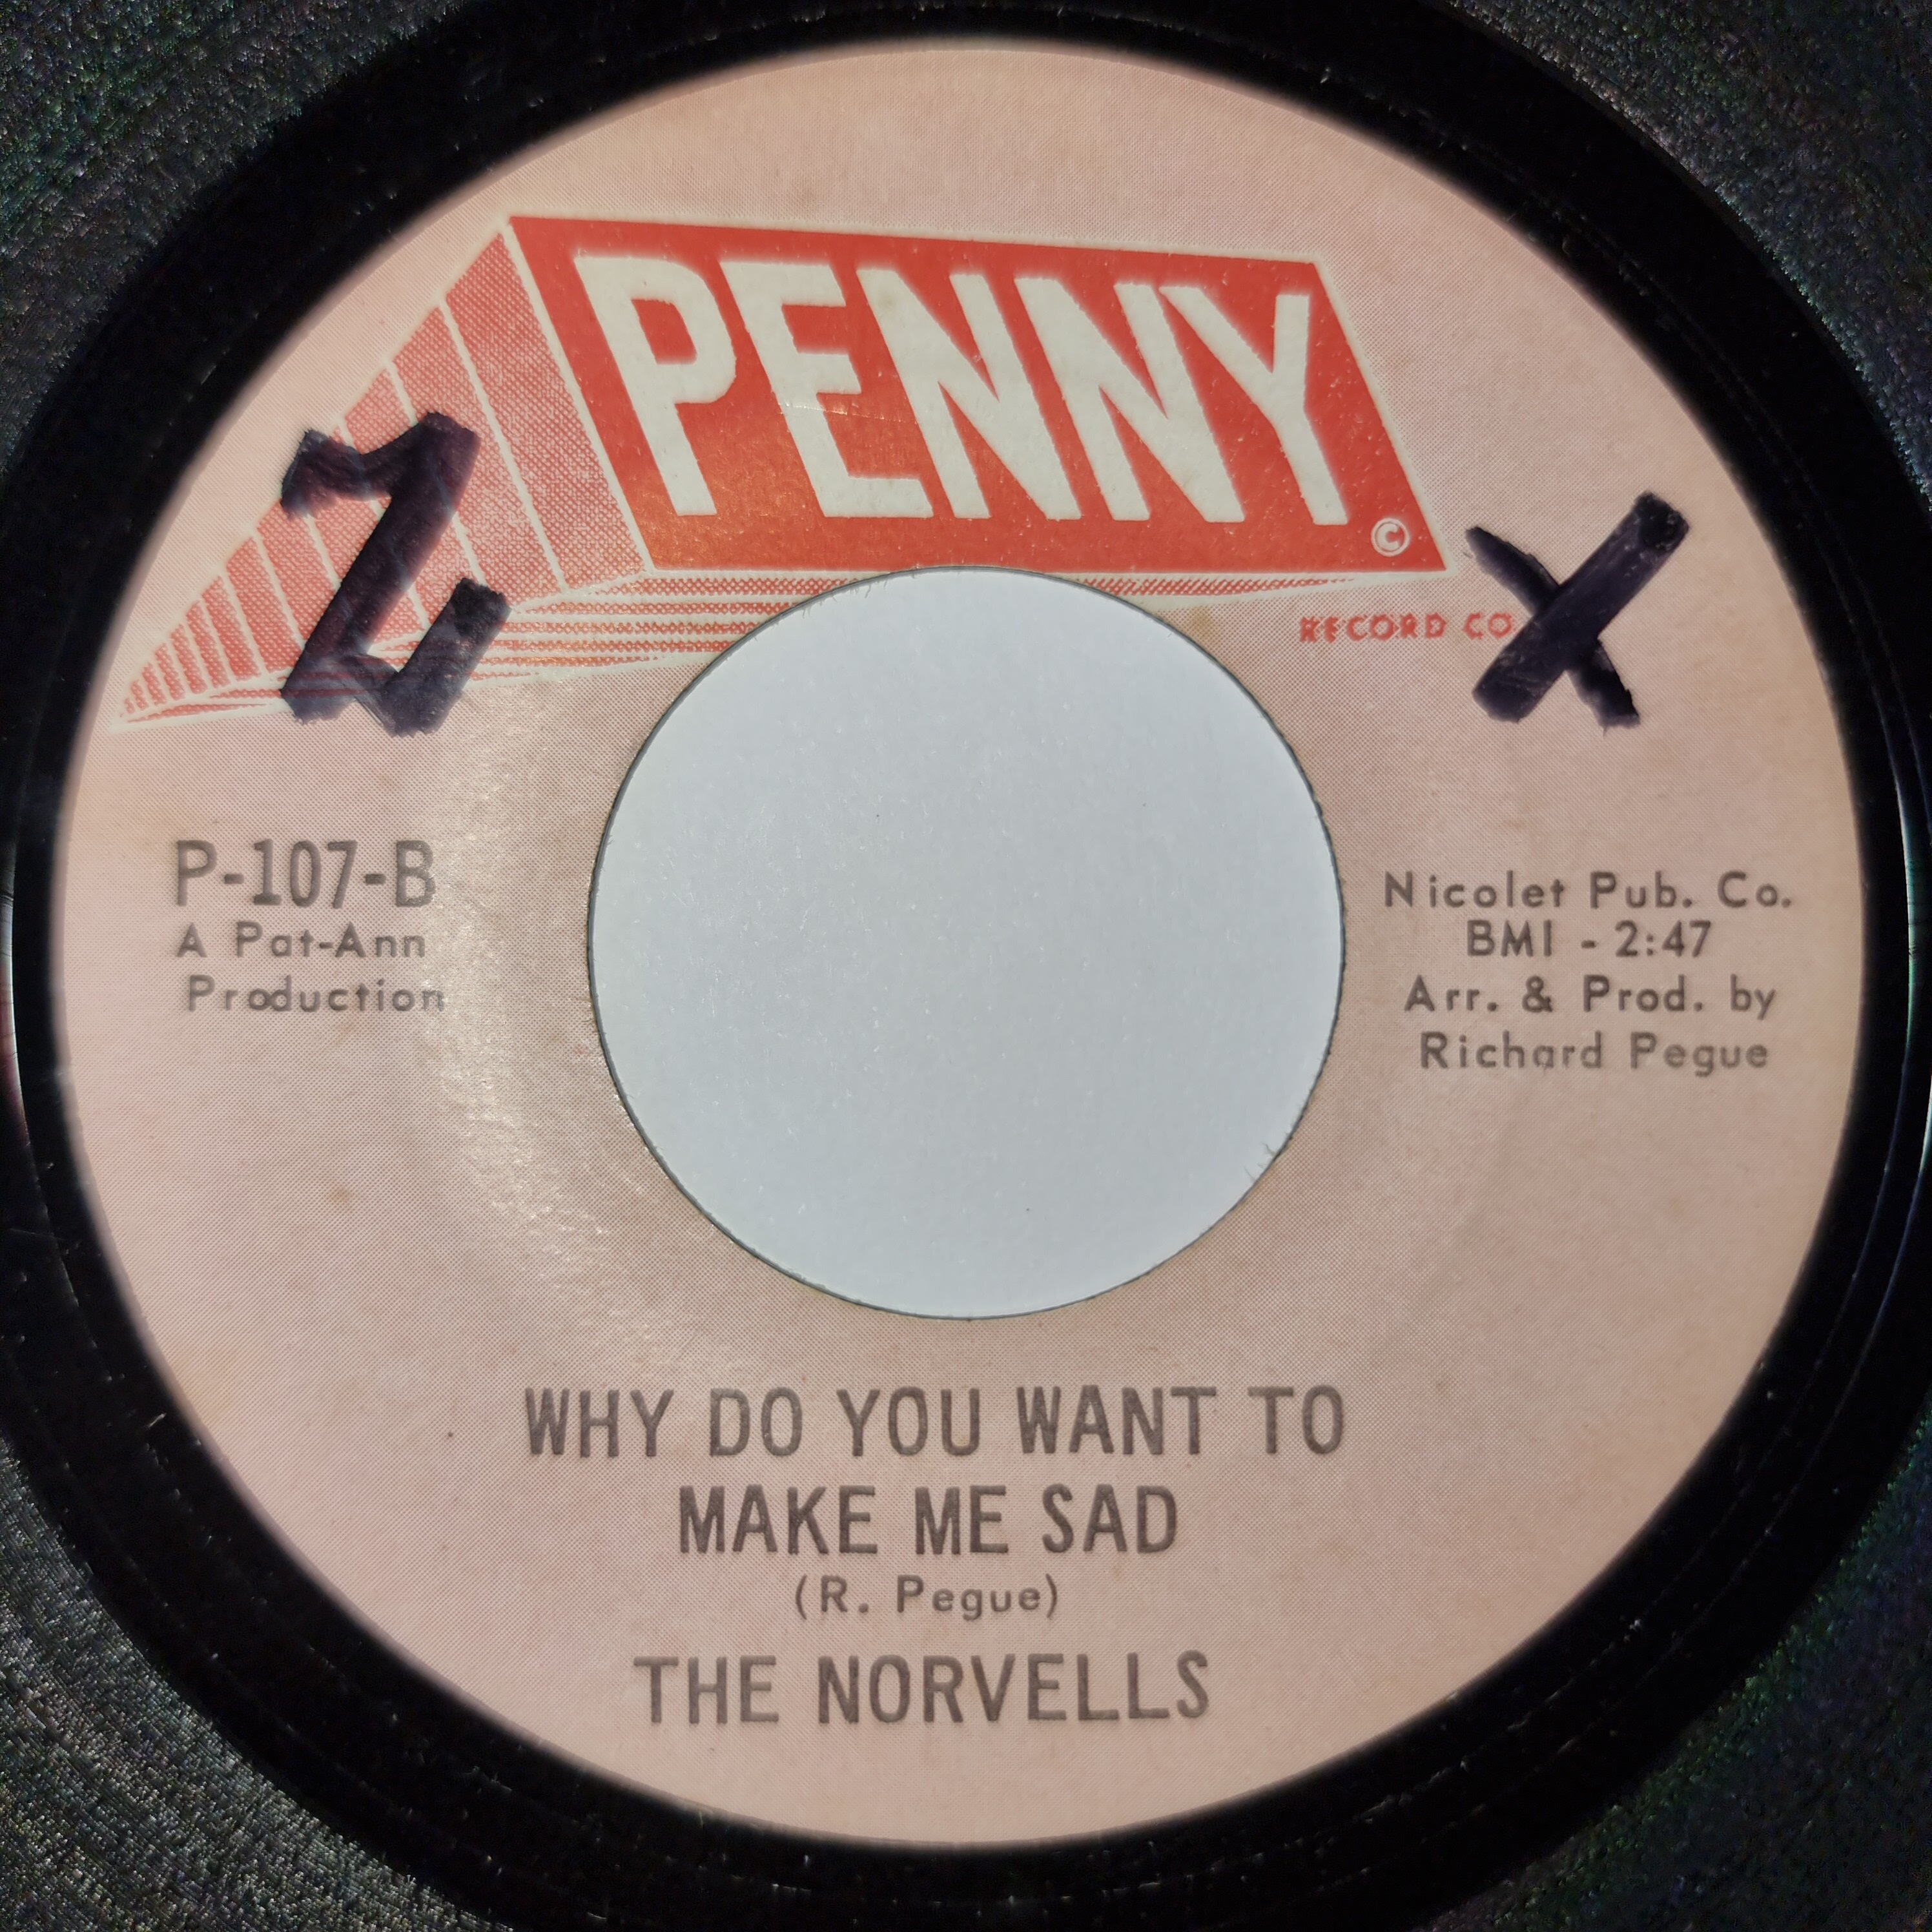 PENNY
©
RECORD CO
Z
X
P-107-B
A Pat-Ann
Production
Nicolet Pub. Co.
BMI - 2:47
Arr. & Prod. by
Richard Pegue
WHY DO YOU WANT TO
MAKE ME SAD
(R. Pegue)
THE NORVELLS